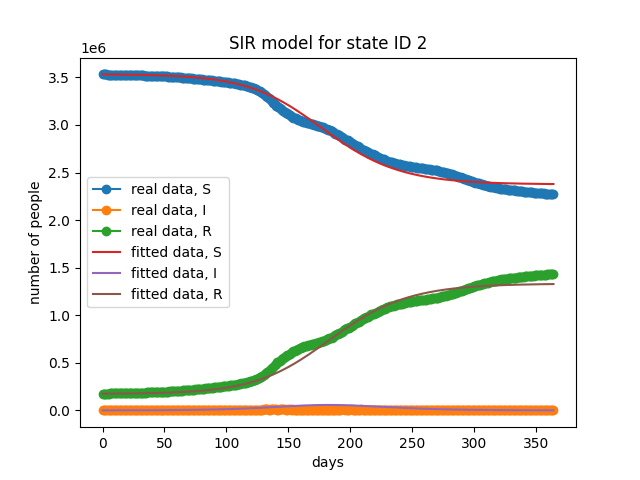 SIR model for state ID 2
1e6
3.5
3.0
2.5
2.0
1.5
1.0
0.5
0.0
number of people
real data, S
real data, I
real data, R
fitted data, S
fitted data, I
fitted data, R
0 50 100 150 200 250 300 350
days